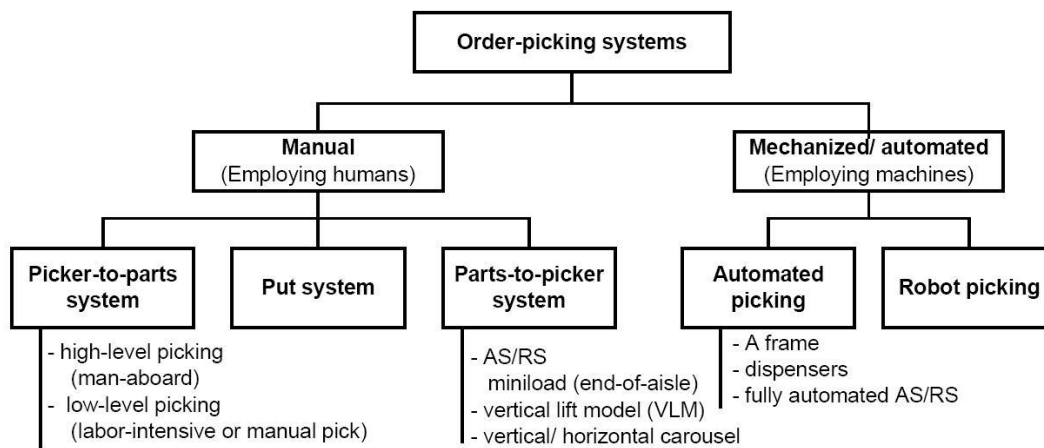 Order-picking systems
Manual
(Employing humans)
Mechanized/ automated
(Employing machines)
Picker-to-parts
system
Put system
Parts-to-picker
system
Automated
picking
Robot picking
- high-level picking
(man-aboard)
- low-level picking
(labor-intensive or manual pick)
- AS/RS
miniload (end-of-aisle)
- vertical lift model (VLM)
- vertical/ horizontal carousel
- A frame
- dispensers
- fully automated AS/RS